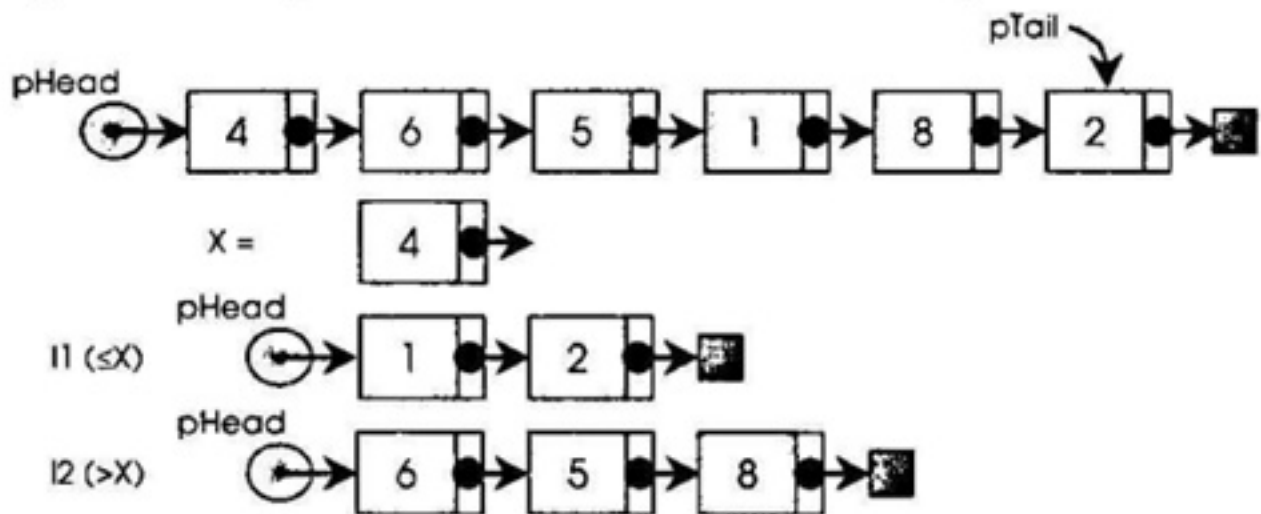 pTail
pHead
4 6 5 1 8 2
X = 4
pHead
l1 (≤X) 1 2
pHead
l2 (>X) 6 5 8